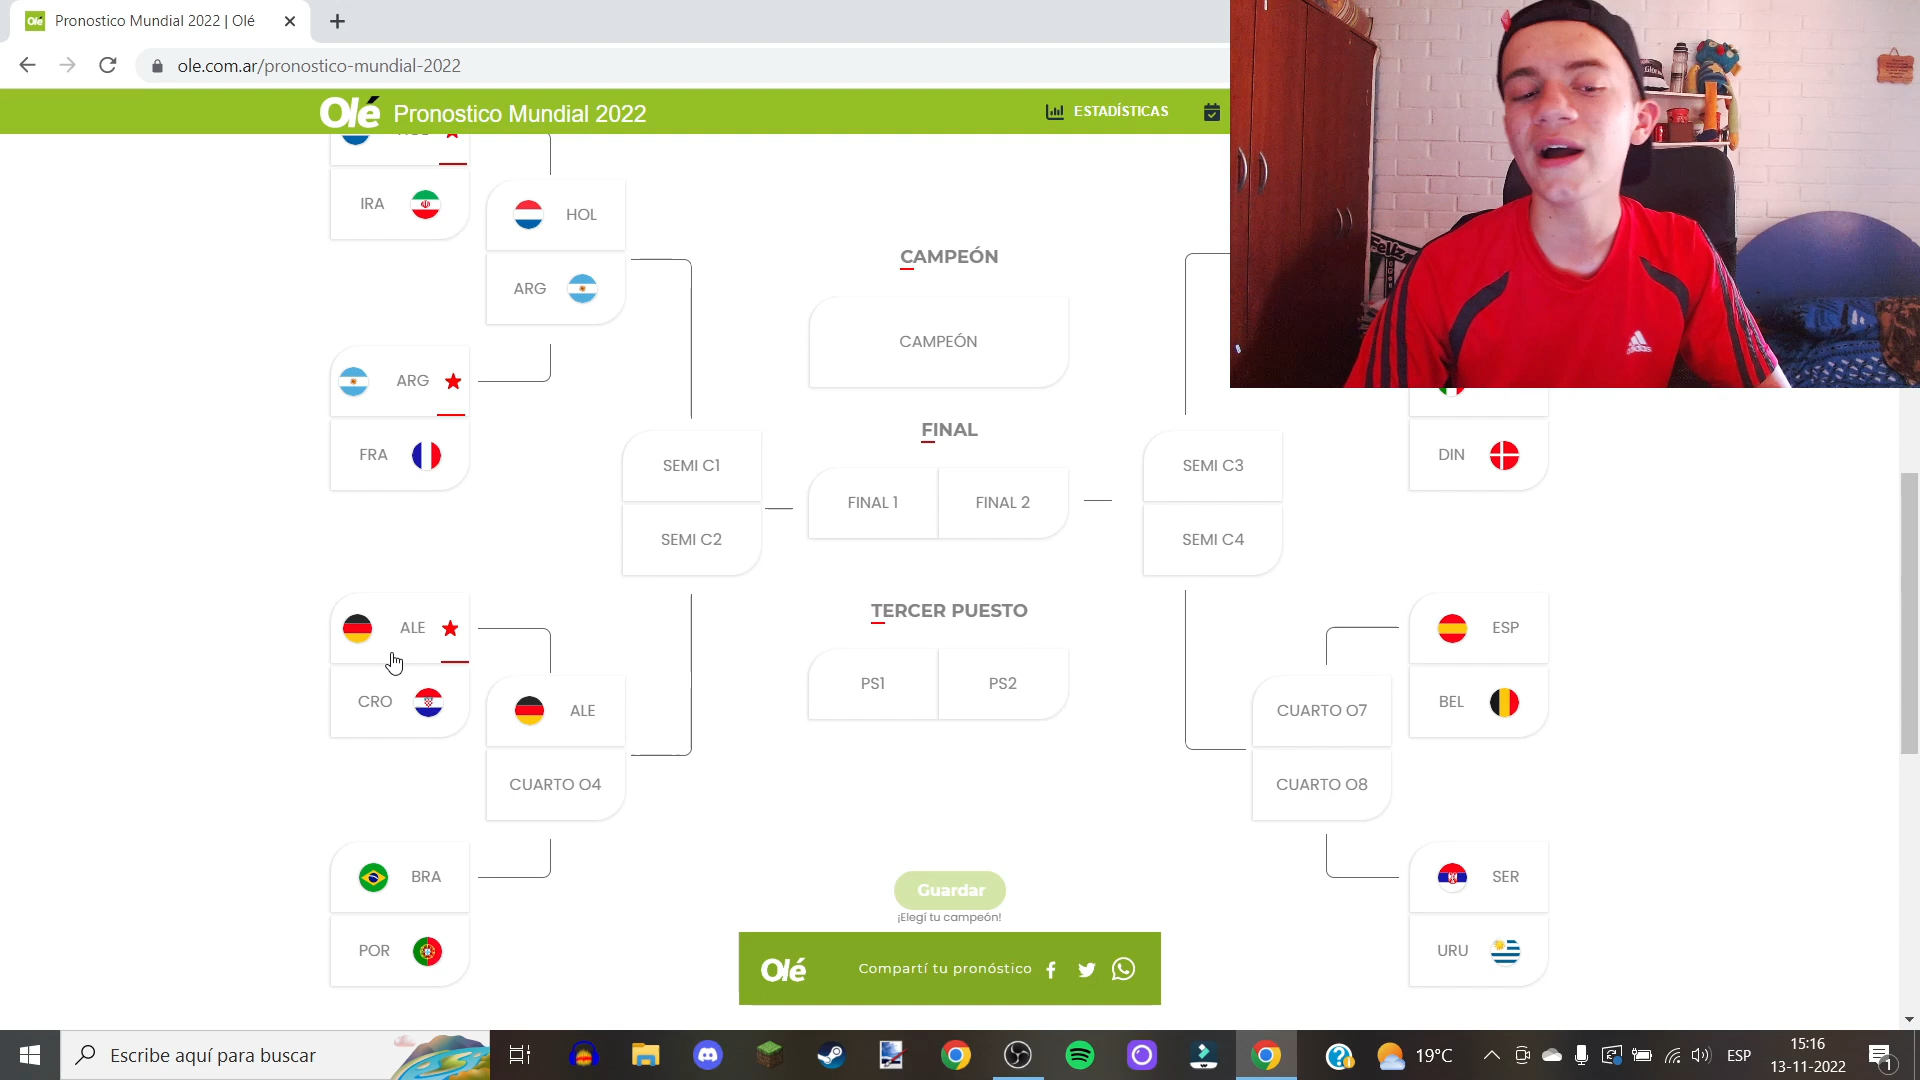 Pronostico Mundial 2022 | Olé
ole.com.ar/pronostico-mundial-2022
Olé Pronostico Mundial 2022
ESTADÍSTICAS
IRA
HOL
ARG
CAMPEÓN
CAMPEÓN
ARG
FRA
FINAL
FINAL 1
FINAL 2
SEMI C1
SEMI C2
SEMI C3
SEMI C4
DIN
TERCER PUESTO
PS1
PS2
ALE
CRO
ALE
CUARTO O4
BRA
POR
ESP
BEL
CUARTO O7
CUARTO O8
SER
URU
Guardar
¡Elegí tu campeón!
Olé
Compartí tu pronóstico
Feliz
adidas
Escribe aquí para buscar
19°C
ESP
15:16
13-11-2022
1